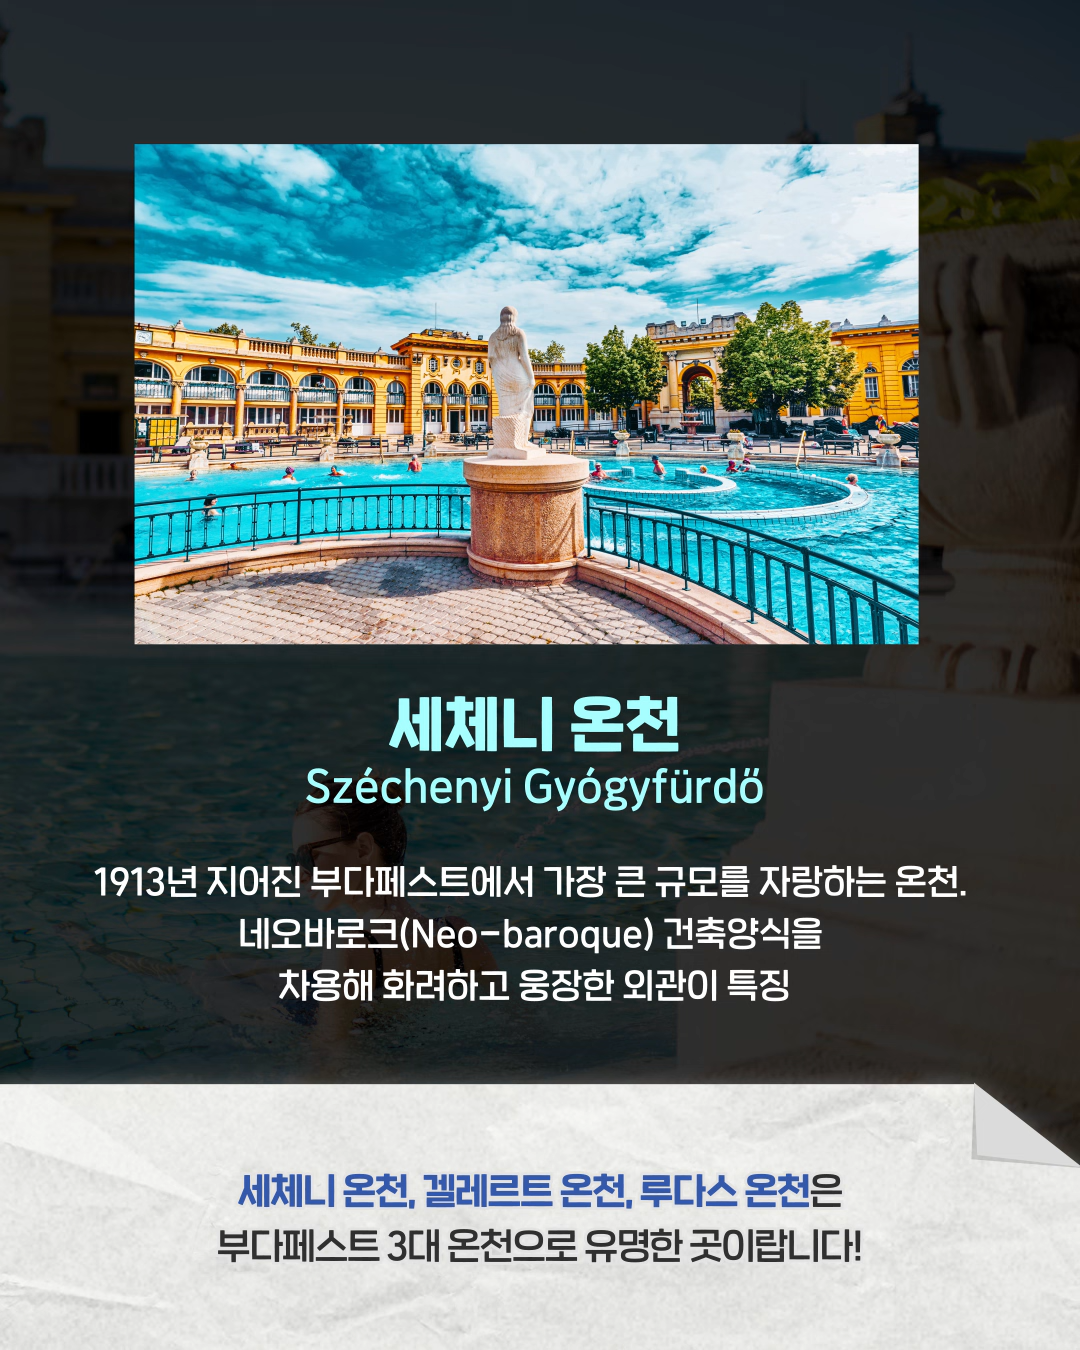 세체니 온천
Széchenyi Gyógyfürdő
1913년 지어진 부다페스트에서 가장 큰 규모를 자랑하는 온천.
네오바로크(Neo-baroque) 건축양식을
차용해 화려하고 웅장한 외관이 특징
세체니 온천, 겔레르트 온천, 루다스 온천은
부다페스트 3대 온천으로 유명한 곳이랍니다!